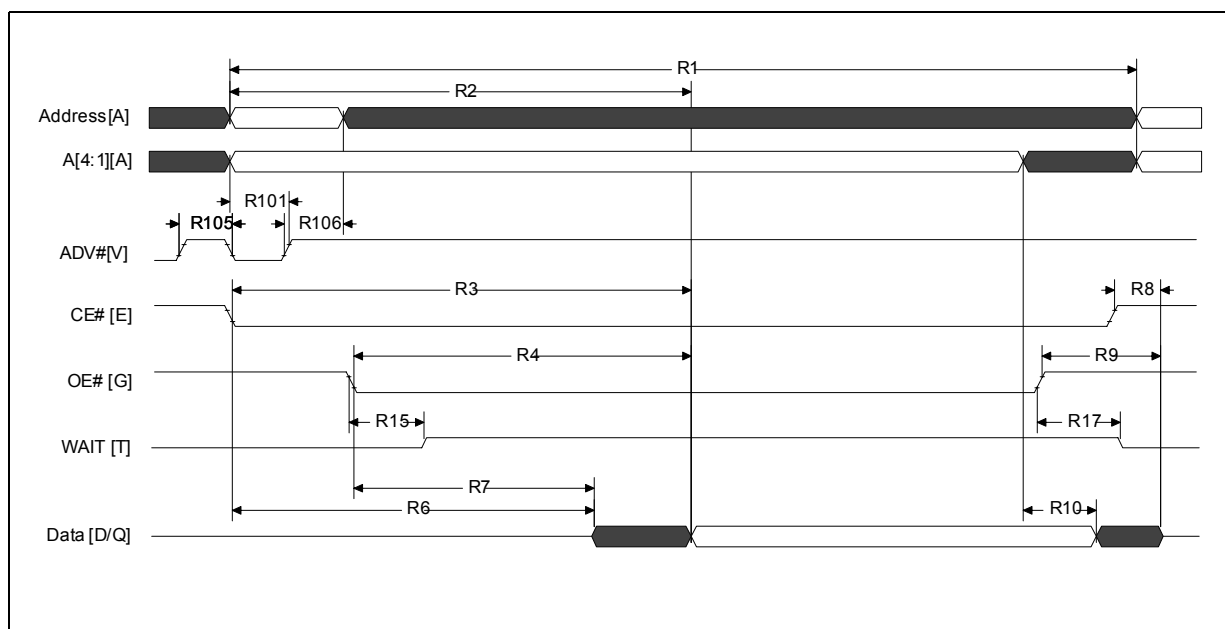 R1
R2
Address [A]
A[4:1][A]
R101
R105
R106
ADV#[V]
R3
R8
CE# [E]
R4
R9
OE# [G]
R15
R17
WAIT [T]
R7
R6
R10
Data [D/Q]